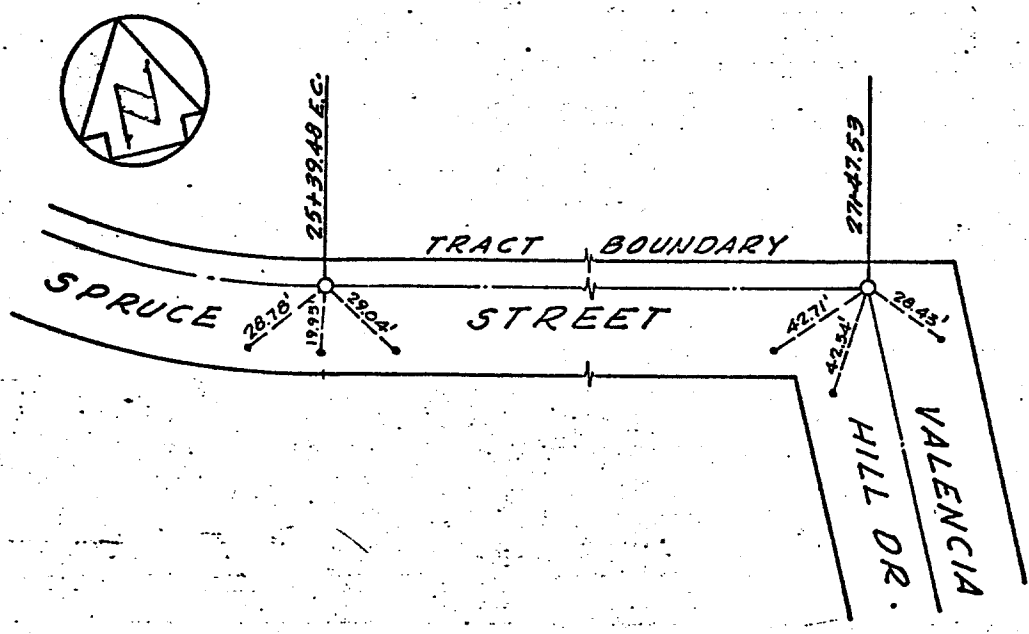 N
25+39.48 E.C.
27+47.53
TRACT BOUNDARY
SPRUCE STREET
28.78'
19.95'
29.04'
42.71'
42.54'
28.43'
VALENCIA
HILL DR.